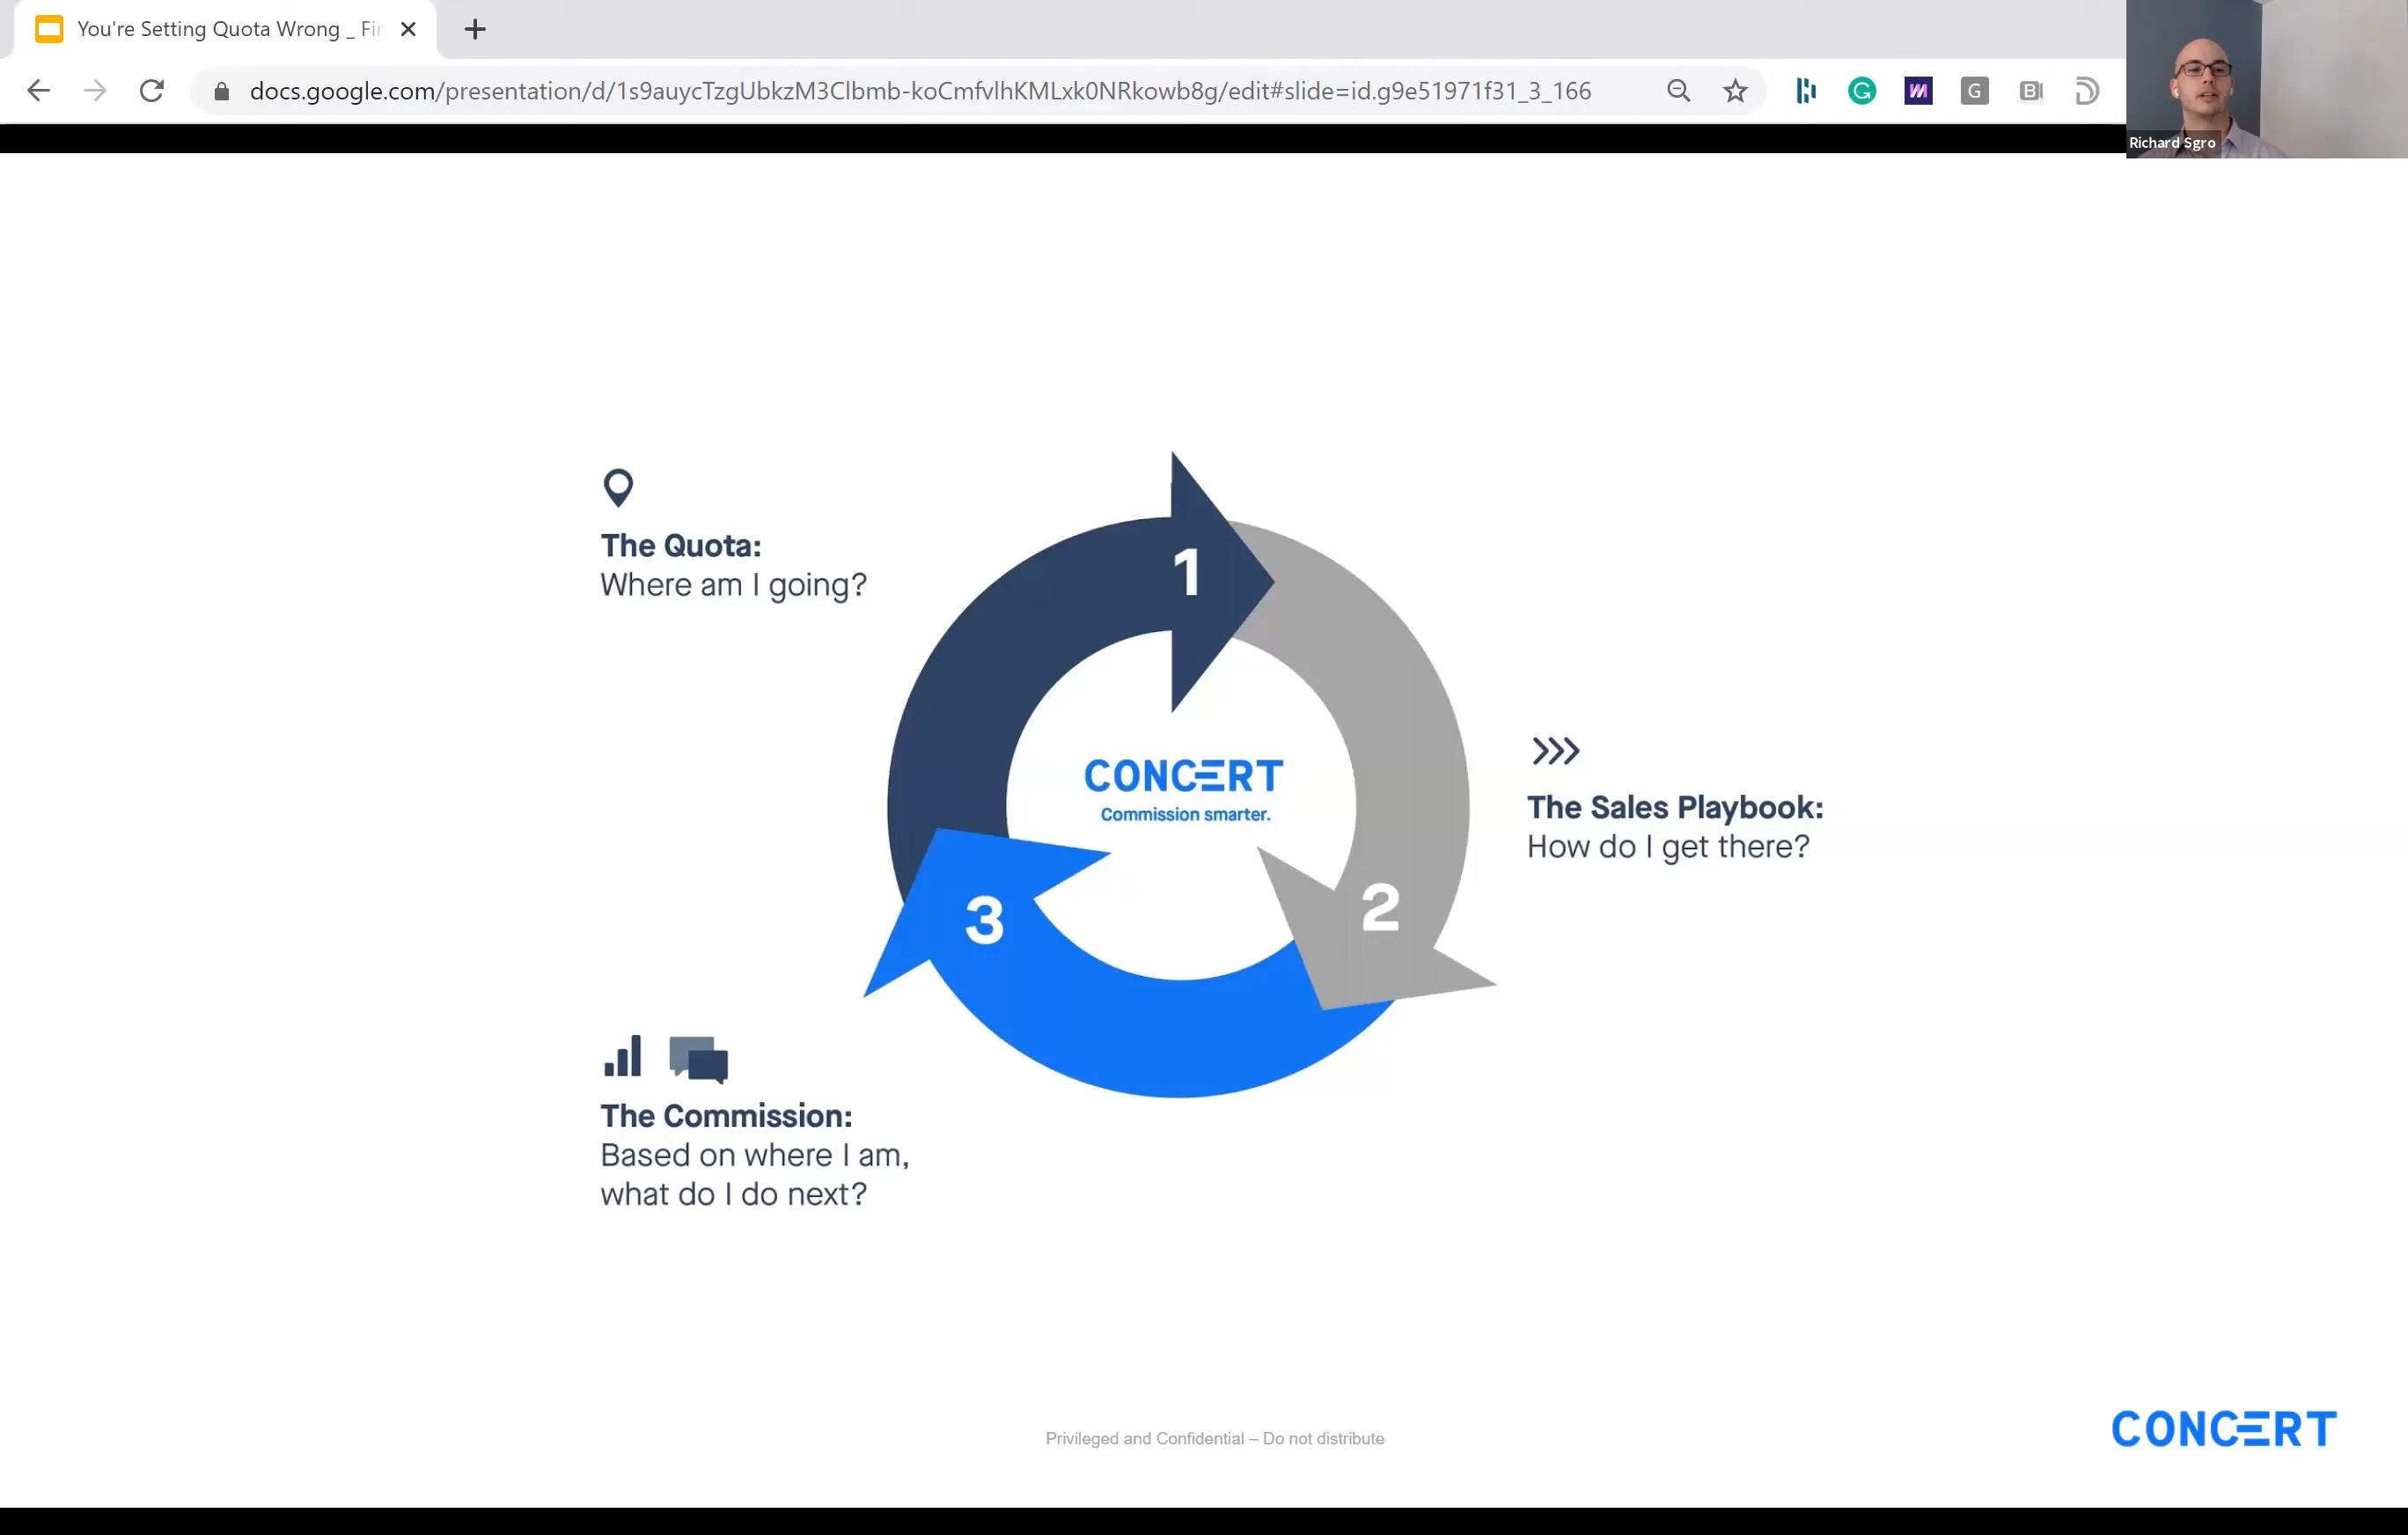 You're Setting Quota Wrong _ Fin
docs.google.com/presentation/d/1s9auycTzgUbkzM3Clbmb-koCmfvlhKMLxk0NRkowb8g/edit#slide=id.g9e51971f31_3_166
Richard Sgro
The Quota:
Where am I going?
1
CONCERT
Commission smarter.
The Sales Playbook:
How do I get there?
2
3
The Commission:
Based on where I am,
what do I do next?
Privileged and Confidential – Do not distribute
CONCERT